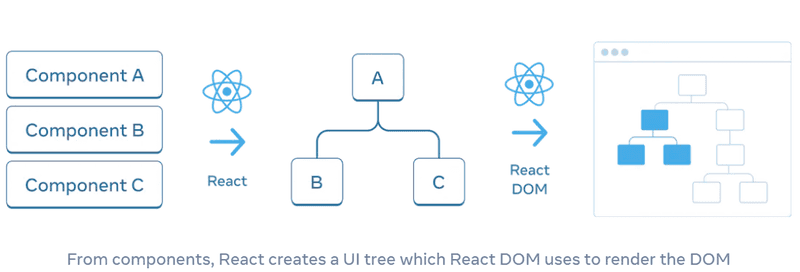 Component A
Component B
Component C
React
A
B
C
React
DOM
From components, React creates a UI tree which React DOM uses to render the DOM